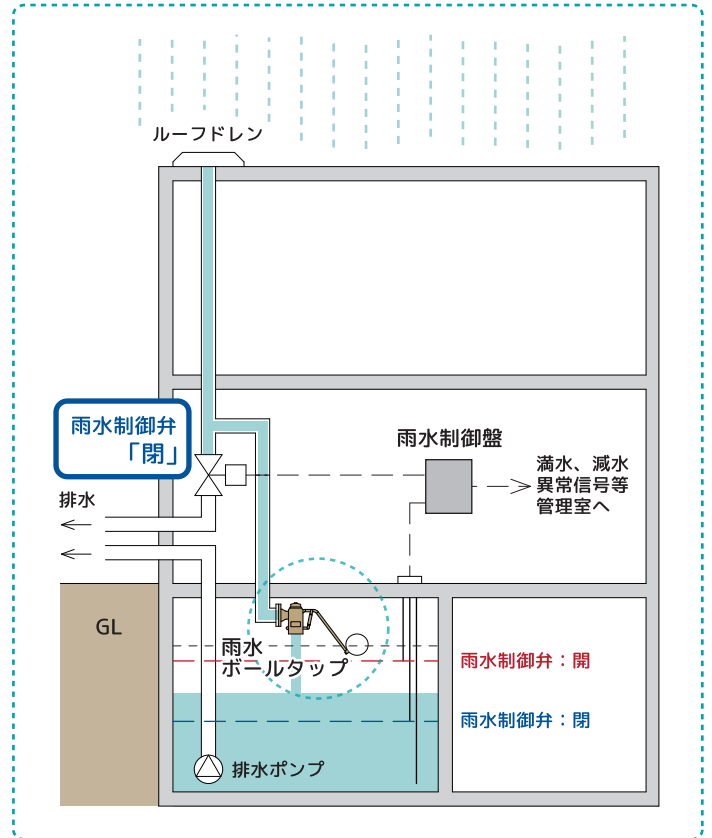 ルーフドレン
雨水制御弁
「閉」
雨水制御盤
満水、減水
異常信号等
管理室へ
排水
GL
雨水
ボールタップ
雨水制御弁：開
雨水制御弁：閉
排水ポンプ